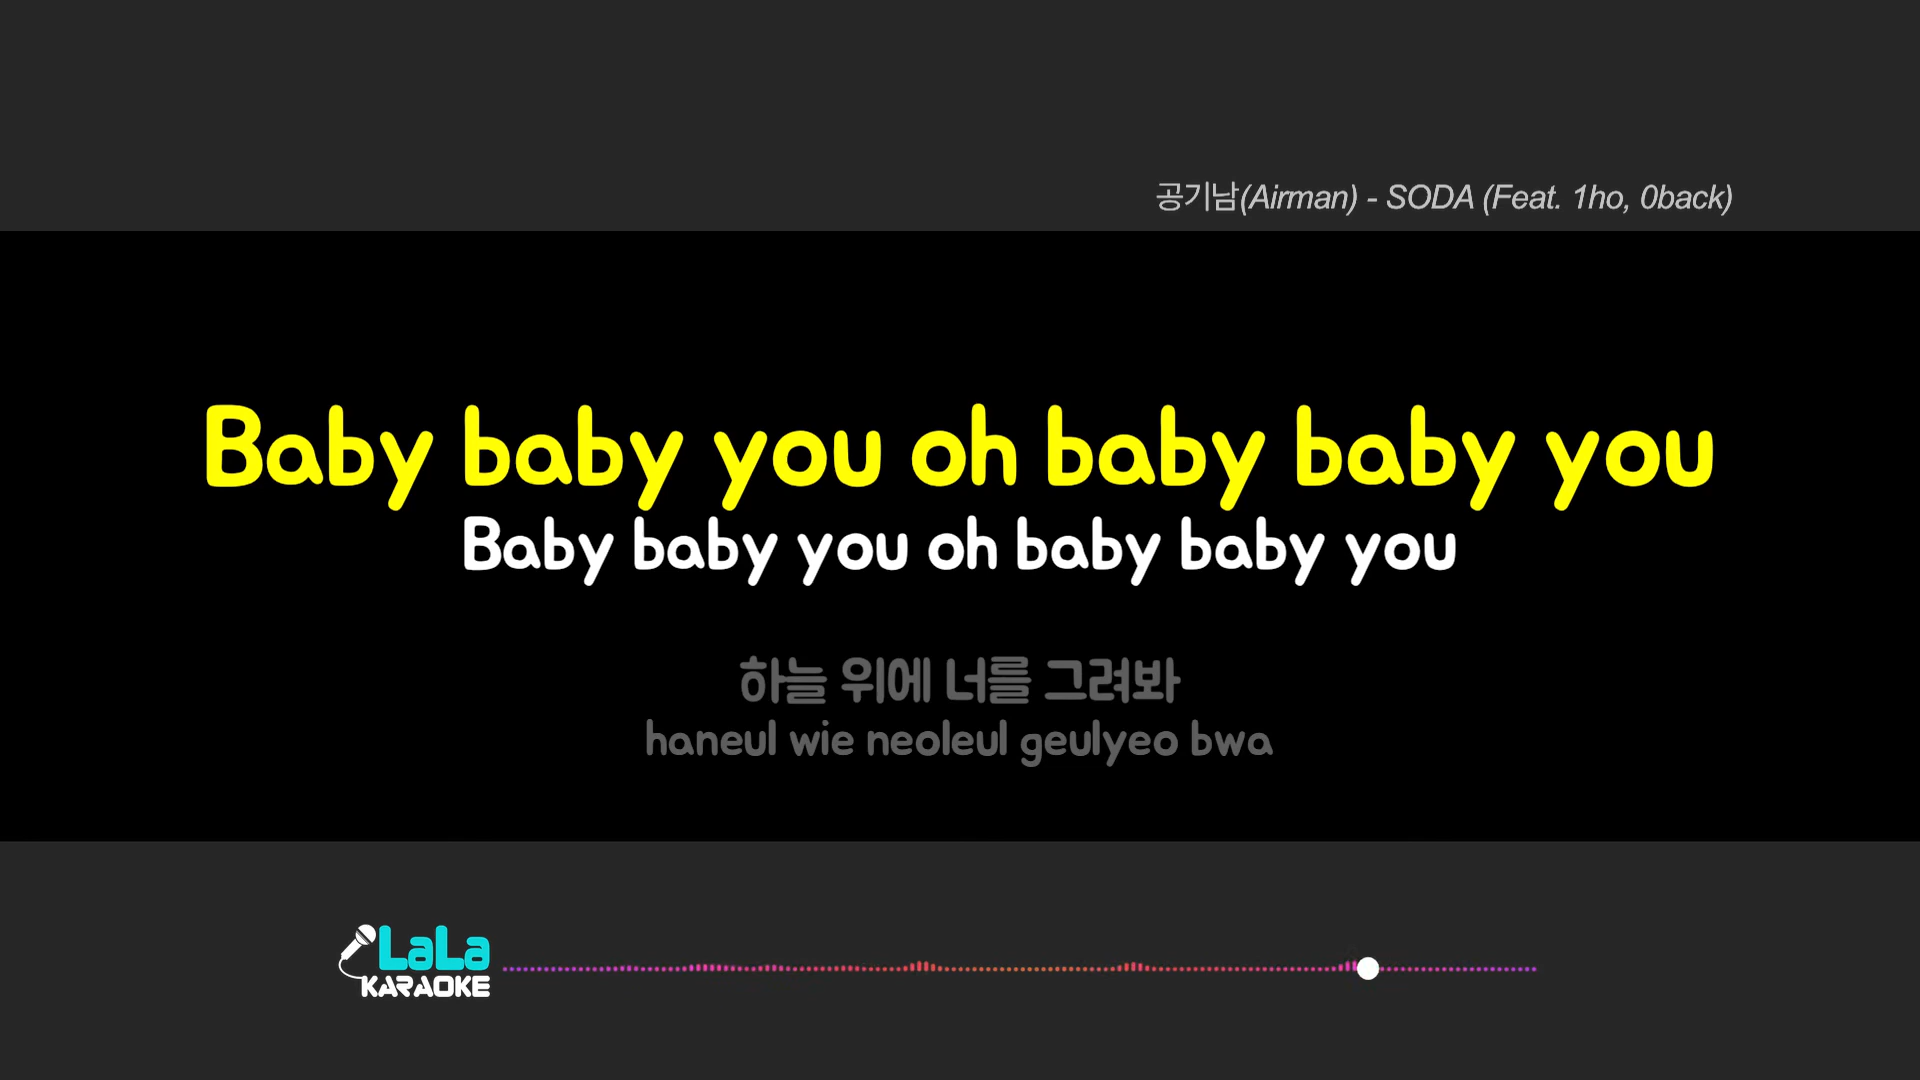 공기남(Airman) - SODA (Feat. 1ho, 0back)
Baby baby you oh baby baby you
Baby baby you oh baby baby you
하늘 위에 너를 그려봐
haneul wie neoleul geulyeo bwa
LaLa
KARAOKE